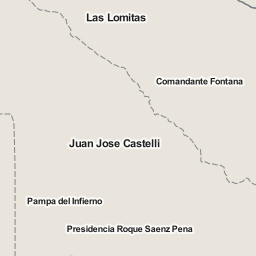 Las Lomitas
Comandante Fontana
Juan Jose Castelli
Pampa del Infierno
Presidencia Roque Saenz Pena